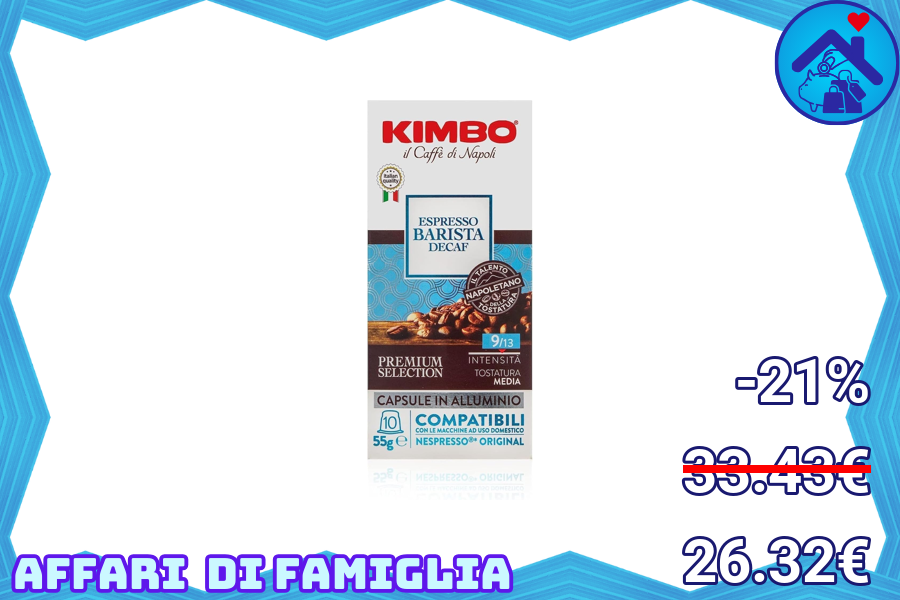 KIMBO®
il Caffè di Napoli
italian
quality
ESPRESSO
BARISTA
DECAF
IL TALENTO
NAPOLETANO
DELLA
TOSTATURA
9/13
INTENSITÀ
PREMIUM
SELECTION
TOSTATURA
MEDIA
CAPSULE IN ALLUMINIO
10
COMPATIBILI
CON LE MACCHINE AD USO DOMESTICO
55g e
NESPRESSO®* ORIGINAL
-21%
33.43€
26.32€
AFFARI DI FAMIGLIA